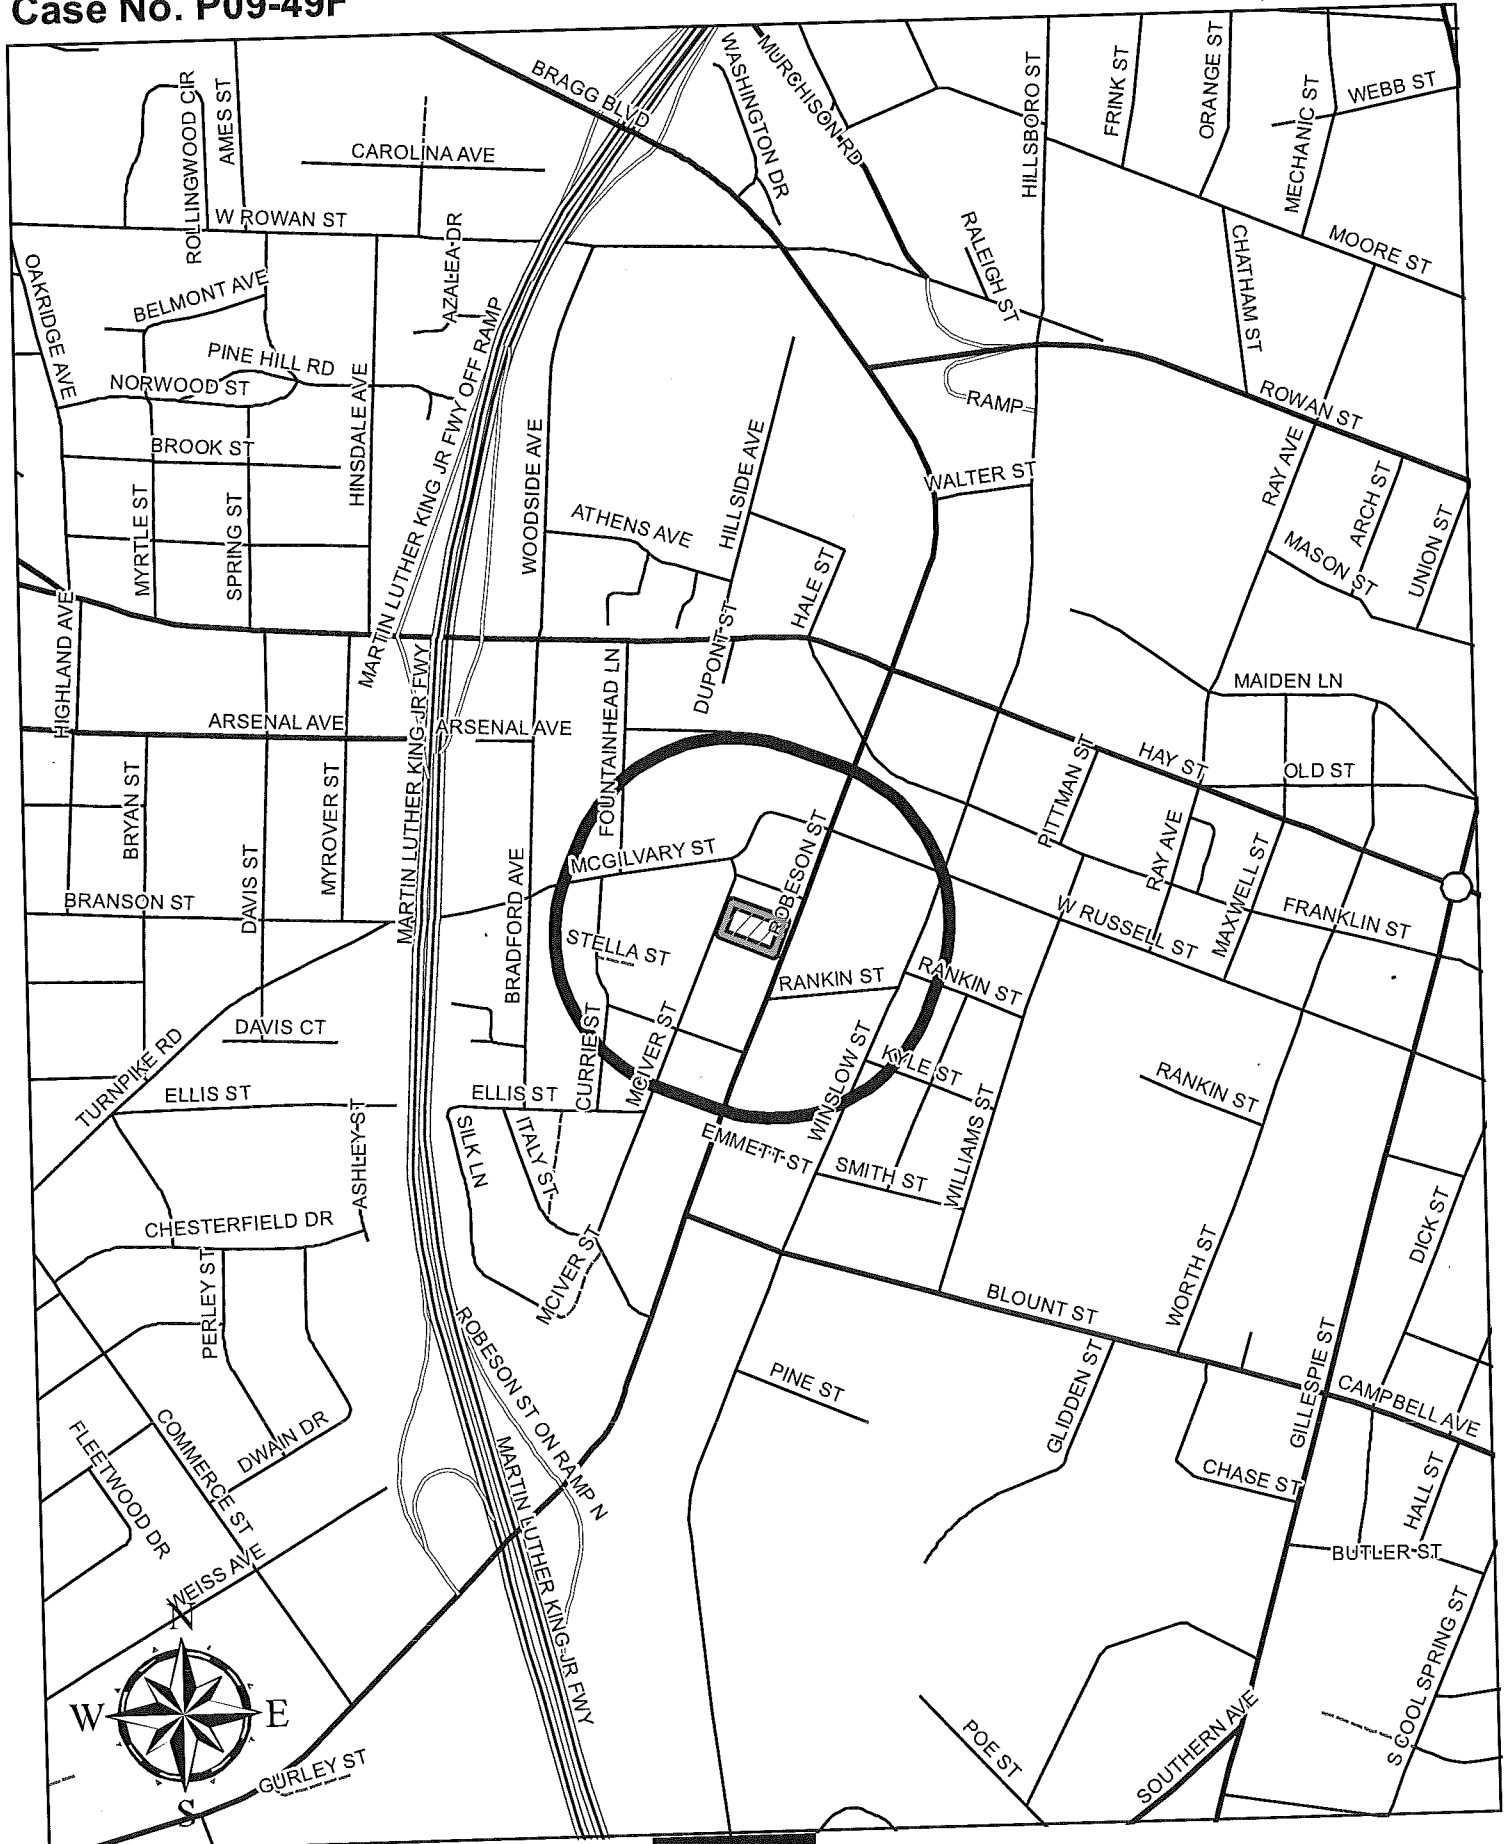 Case No. P09-49F
BRAGG BLVD
WASHINGTON DR
MURCHISON RD
HILLSBORO ST
FRINK ST
ORANGE ST
MECHANIC ST
WEBB ST
ROLLINGWOOD CIR
AMES ST
CAROLINA AVE
W ROWAN ST
AZALEA DR
RALEIGH ST
CHATHAM ST
MOORE ST
OAKRIDGE AVE
BELMONT AVE
PINE HILL RD
NORWOOD ST
HINSDALE AVE
MARTIN LUTHER KING JR FWY OFF RAMP
RAMP
ROWAN ST
BROOK ST
MYRTLE ST
SPRING ST
WOODSIDE AVE
ATHENS AVE
HILLSIDE AVE
WALTER ST
RAY AVE
ARCH ST
UNION ST
MASON ST
HALE ST
DUPONT ST
HIGHLAND AVE
MARTIN LUTHER KING JR FWY
FOUNTAINHEAD LN
MAIDEN LN
ARSENAL AVE
ARSENAL AVE
HAY ST
OLD ST
PITTMAN ST
BRYAN ST
MYROVER ST
DAVIS ST
MARTIN LUTHER KING JR FWY
BRADFORD AVE
MCGILVARY ST
ROBESON ST
RAY AVE
MAXWELL ST
BRANSON ST
W RUSSELL ST
FRANKLIN ST
STELLA ST
RANKIN ST
RANKIN ST
DAVIS CT
TURNPIKE RD
ELLIS ST
ELLIS ST
CURRIE ST
MCIVER ST
WINSLOW ST
KYLE ST
RANKIN ST
WILLIAMS ST
ASHLEY ST
SILK LN
ITALY ST
EMMETT ST
SMITH ST
CHESTERFIELD DR
PERLEY ST
MCIVER ST
DICK ST
WORTH ST
BLOUNT ST
ROBESON ST ON RAMP N
PINE ST
GLIDDEN ST
GILLESPIE ST
CAMPBELL AVE
FLEETWOOD DR
COMMERCE ST
DWAIN DR
MARTIN LUTHER KING JR FWY
CHASE ST
HALL ST
BUTLER ST
WEISS AVE
N
W
E
S
GURLEY ST
POE ST
SOUTHERN AVE
S COOL SPRING ST